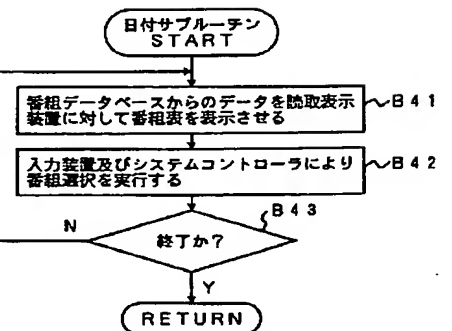 日付サブルーチン
START
番組データベースからのデータを読取表示
装置に対して番組表を表示させる
B41
入力装置及びシステムコントローラにより
番組選択を実行する
B42
B43
N
終了か?
Y
RETURN